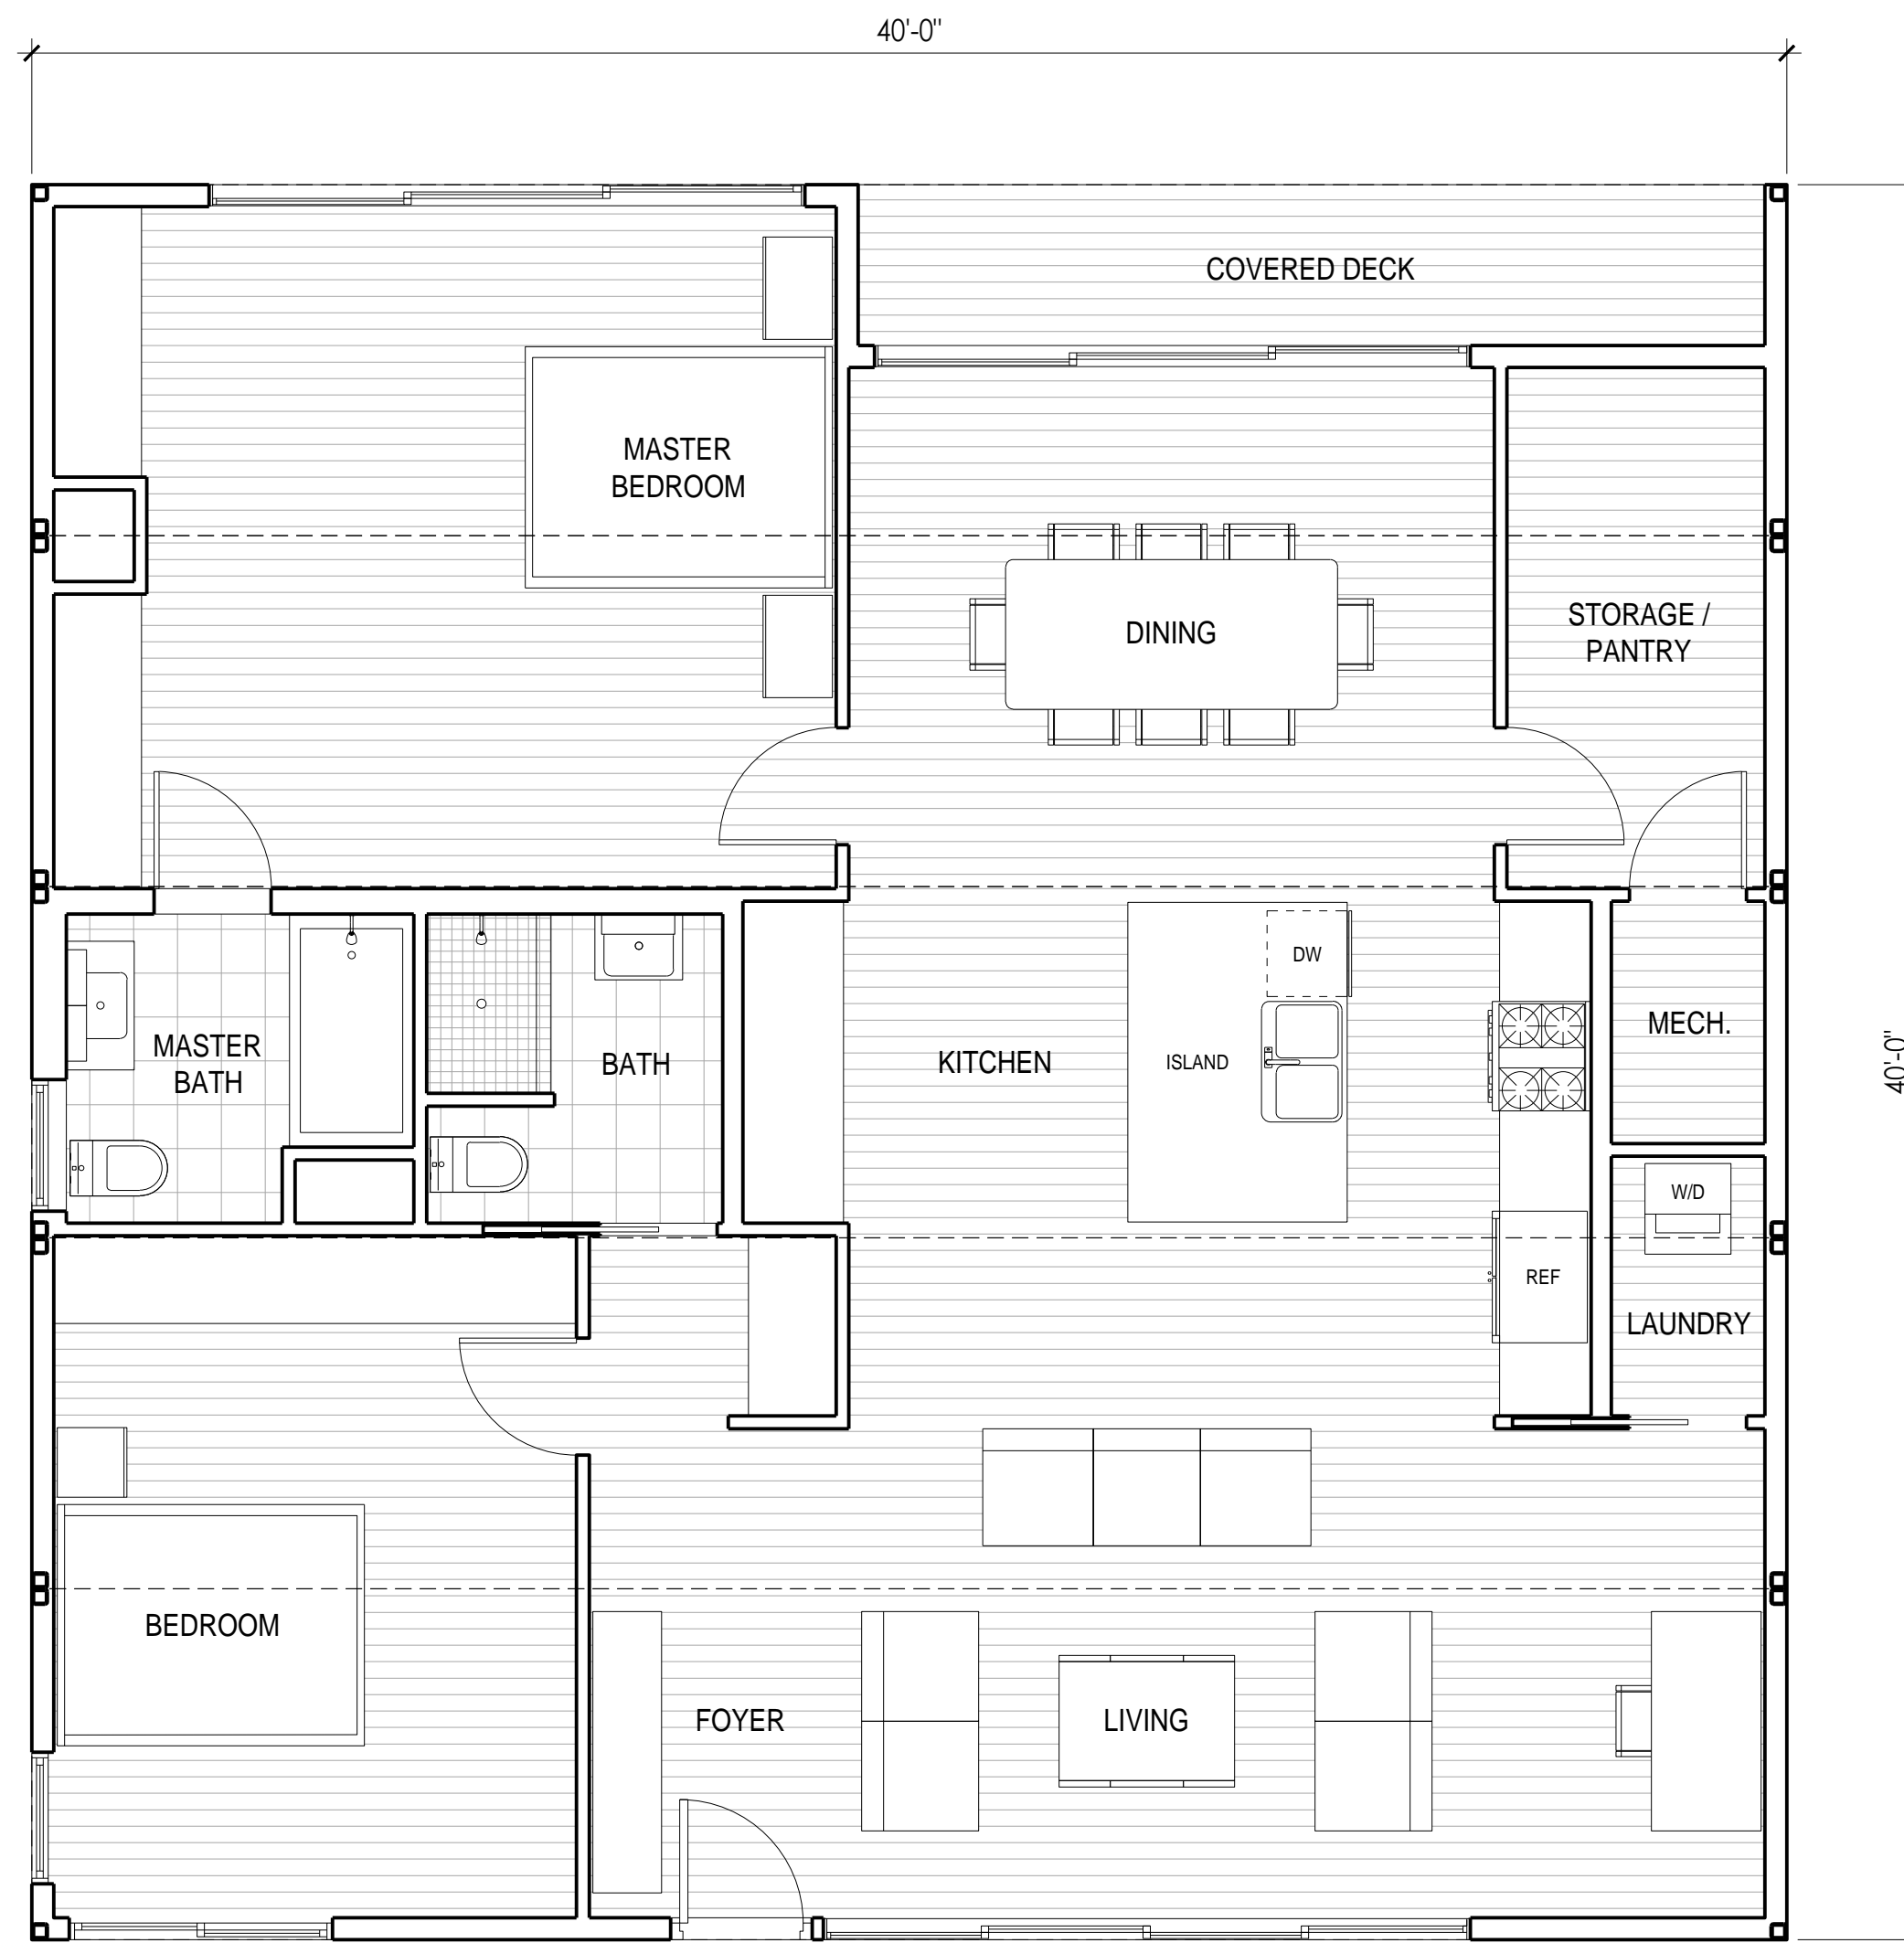 40'-0"
COVERED DECK
MASTER
BEDROOM
DINING
STORAGE /
PANTRY
DW
MASTER
BATH
BATH
KITCHEN
ISLAND
MECH.
40'-0"
W/D
REF
LAUNDRY
BEDROOM
FOYER
LIVING